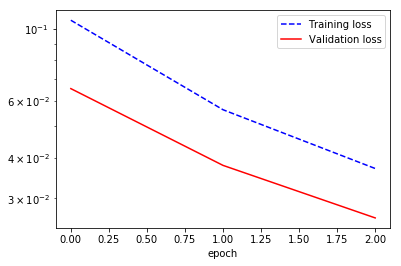 10⁻¹
6 × 10⁻²
4 × 10⁻²
3 × 10⁻²
Training loss
Validation loss
0.00 0.25 0.50 0.75 1.00 1.25 1.50 1.75 2.00
epoch